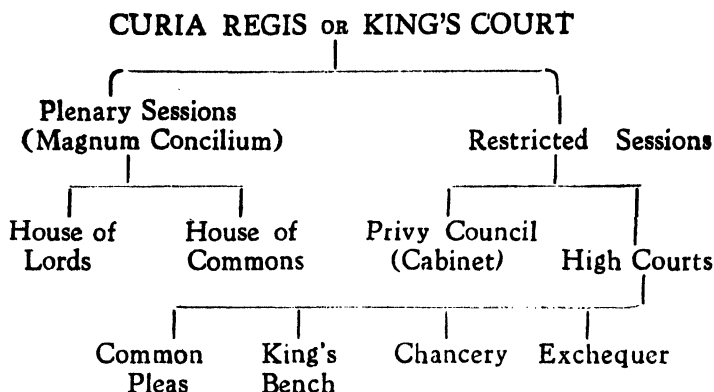 CURIA REGIS OR KING'S COURT
Plenary Sessions
(Magnum Concilium)
Restricted Sessions
House of
Lords
House of
Commons
Privy Council
(Cabinet)
High Courts
Common
Pleas
King's
Bench
Chancery
Exchequer